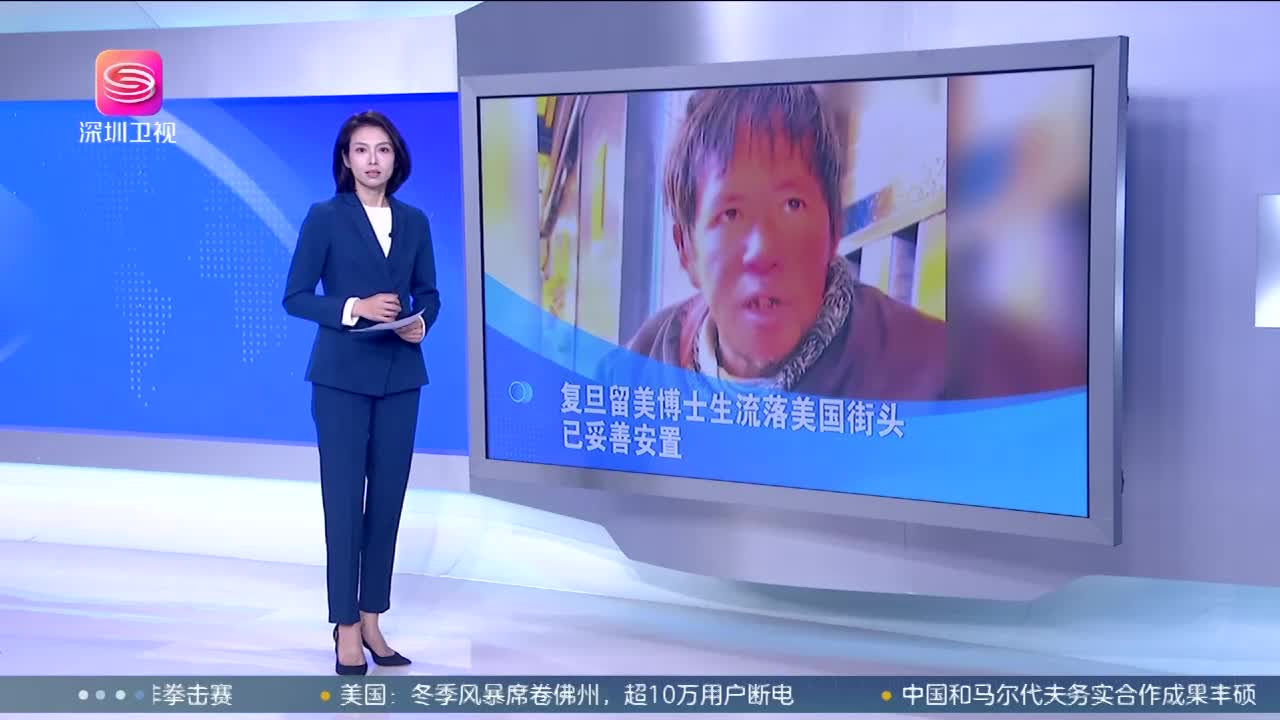 深圳卫视
复旦留美博士生流落美国街头
已妥善安置
拳击赛
美国：冬季风暴席卷佛州，超10万用户断电
中国和马尔代夫务实合作成果丰硕